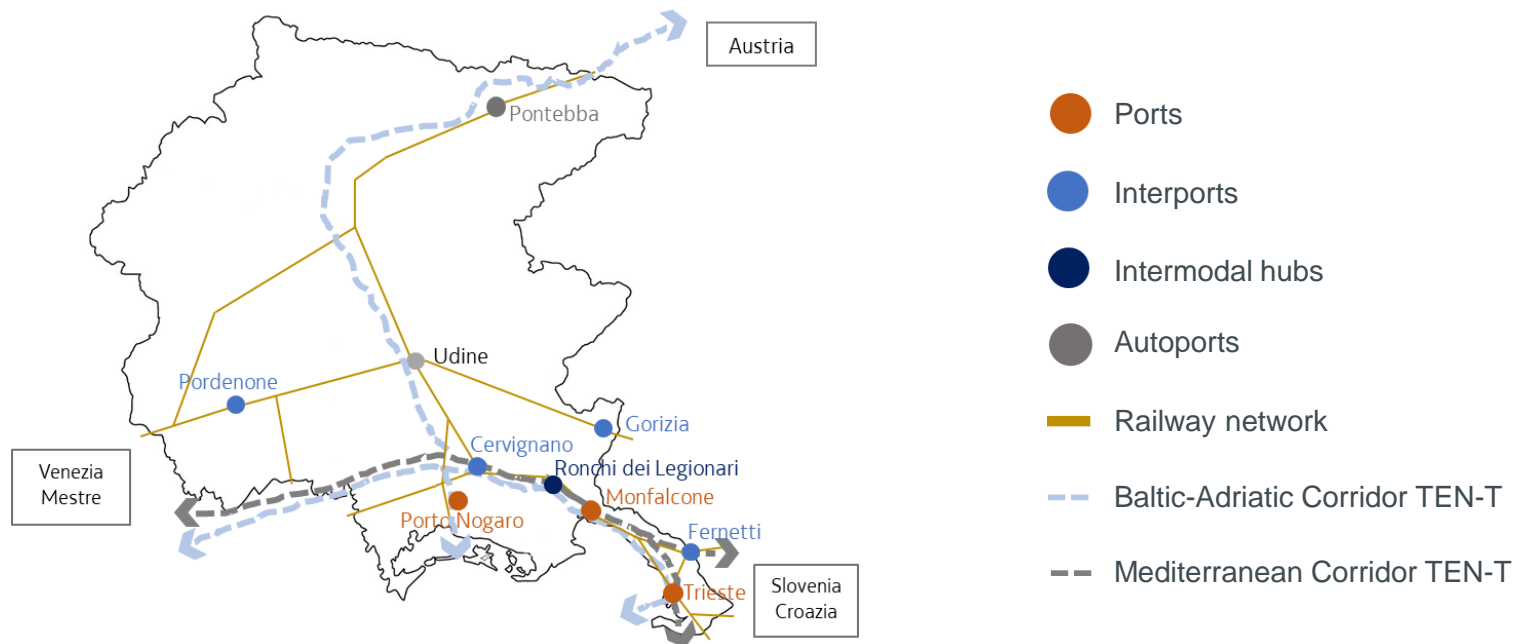 Austria
Pontebba
Udine
Pordenone
Gorizia
Cervignano
Venezia
Mestre
Ronchi dei Legionari
Monfalcone
Porto Nogaro
Fernetti
Trieste
Slovenia
Croazia
Ports
Interports
Intermodal hubs
Autoports
Railway network
Baltic-Adriatic Corridor TEN-T
Mediterranean Corridor TEN-T